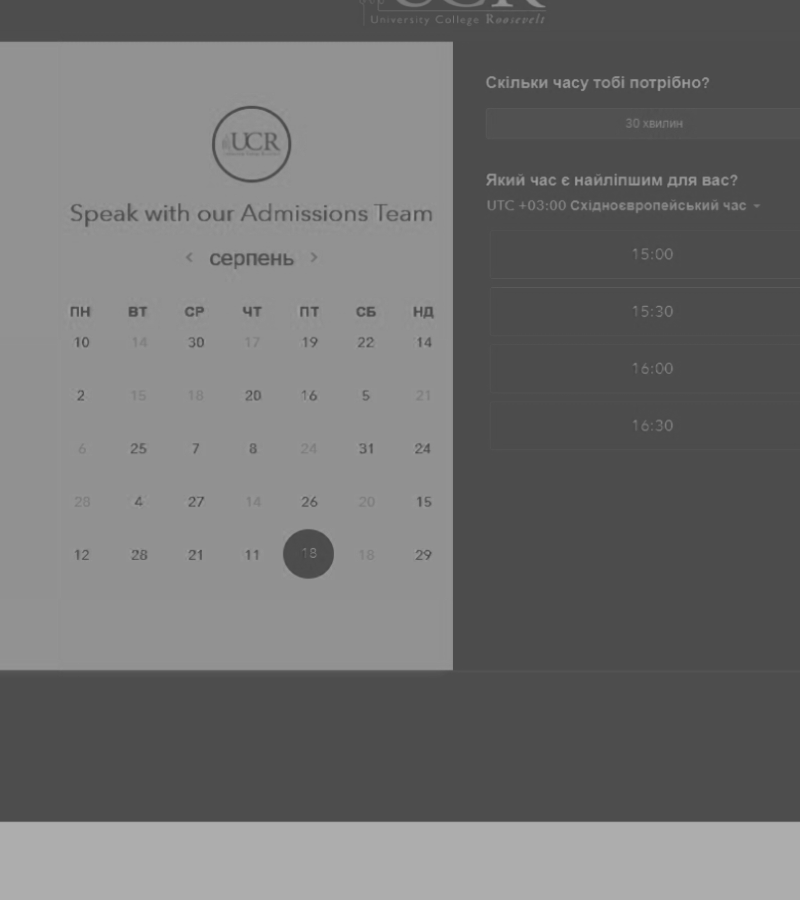 UCR
University College Roosevelt
UCR
Speak with our Admissions Team
< серпень >
ПН ВТ СР ЧТ ПТ СБ НД
10 14 30 17 19 22 14
2 15 18 20 16 5 21
6 25 7 8 24 31 24
28 4 27 14 26 20 15
12 28 21 11 18 18 29
Скільки часу тобі потрібно?
30 хвилин
Який час є найліпшим для вас?
UTC +03:00 Східноєвропейський час
15:00
15:30
16:00
16:30